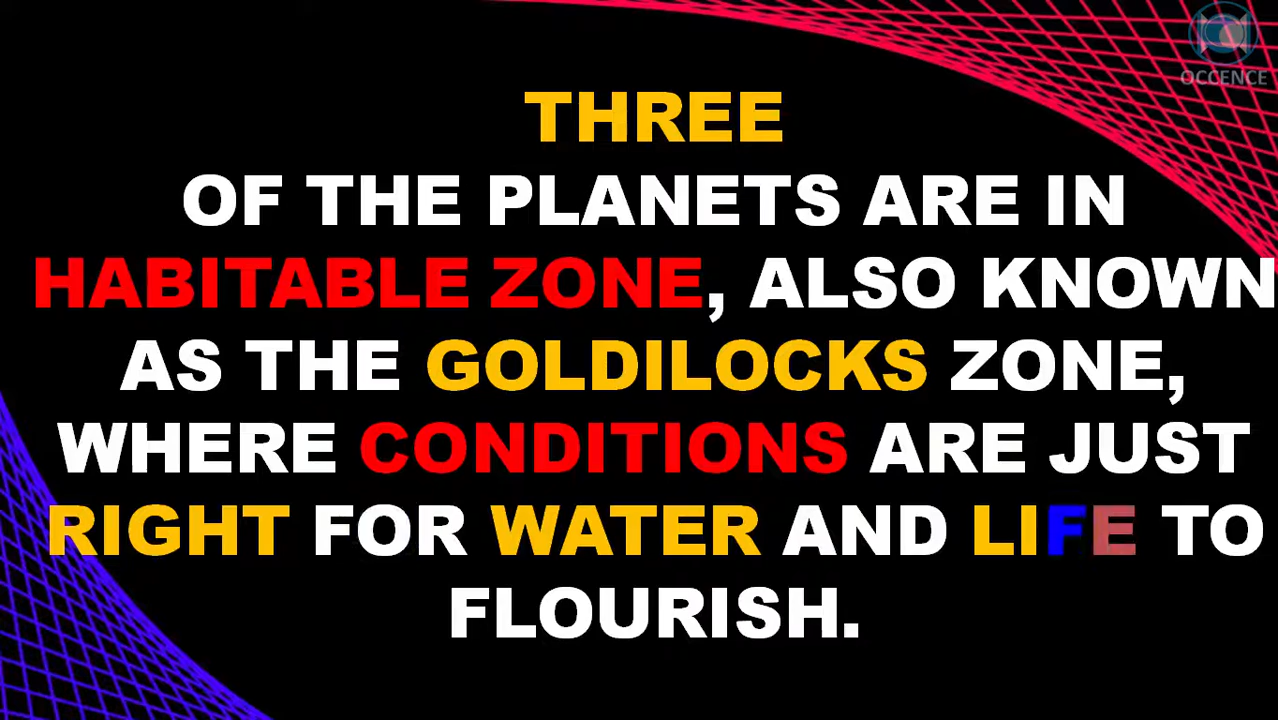 OCCENCE
THREE
OF THE PLANETS ARE IN
HABITABLE ZONE, ALSO KNOWN
AS THE GOLDILOCKS ZONE,
WHERE CONDITIONS ARE JUST
RIGHT FOR WATER AND LIFE TO
FLOURISH.